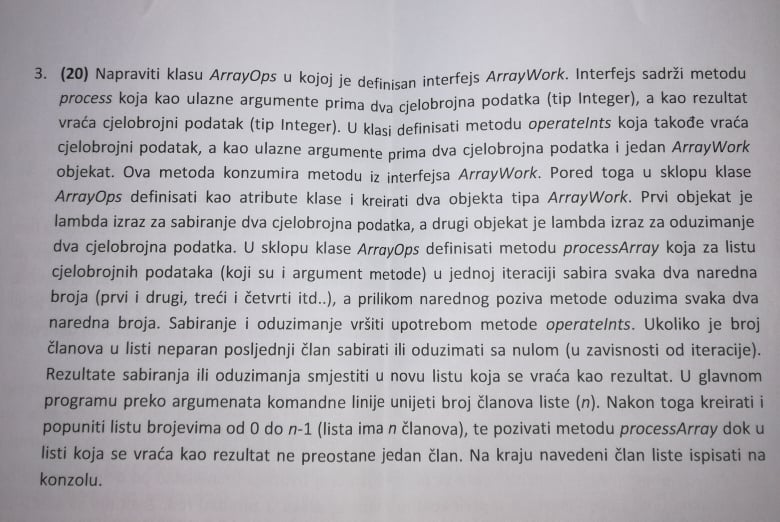 3. (20) Napraviti klasu ArrayOps u kojoj je definisan interfejs ArrayWork. Interfejs sadrži metodu
process koja kao ulazne argumente prima dva cjelobrojna podatka (tip Integer), a kao rezultat
vraća cjelobrojni podatak (tip Integer). U klasi definisati metodu operateInts koja takođe vraća
cjelobrojni podatak, a kao ulazne argumente prima dva cjelobrojna podatka i jedan ArrayWork
objekat. Ova metoda konzumira metodu iz interfejsa ArrayWork. Pored toga u sklopu klase
ArrayOps definisati kao atribute klase i kreirati dva objekta tipa ArrayWork. Prvi objekat je
lambda izraz za sabiranje dva cjelobrojna podatka, a drugi objekat je lambda izraz za oduzimanje
dva cjelobrojna podatka. U sklopu klase ArrayOps definisati metodu processArray koja za listu
cjelobrojnih podataka (koji su i argument metode) u jednoj iteraciji sabira svaka dva naredna
broja (prvi i drugi, treći i četvrti itd..), a prilikom narednog poziva metode oduzima svaka dva
naredna broja. Sabiranje i oduzimanje vršiti upotrebom metode operateInts. Ukoliko je broj
članova u listi neparan posljednji član sabirati ili oduzimati sa nulom (u zavisnosti od iteracije).
Rezultate sabiranja ili oduzimanja smjestiti u novu listu koja se vraća kao rezultat. U glavnom
programu preko argumenata komandne linije unijeti broj članova liste (n). Nakon toga kreirati i
popuniti listu brojevima od 0 do n-1 (lista ima n članova), te pozivati metodu processArray dok u
listi koja se vraća kao rezultat ne preostane jedan član. Na kraju navedeni član liste ispisati na
konzolu.